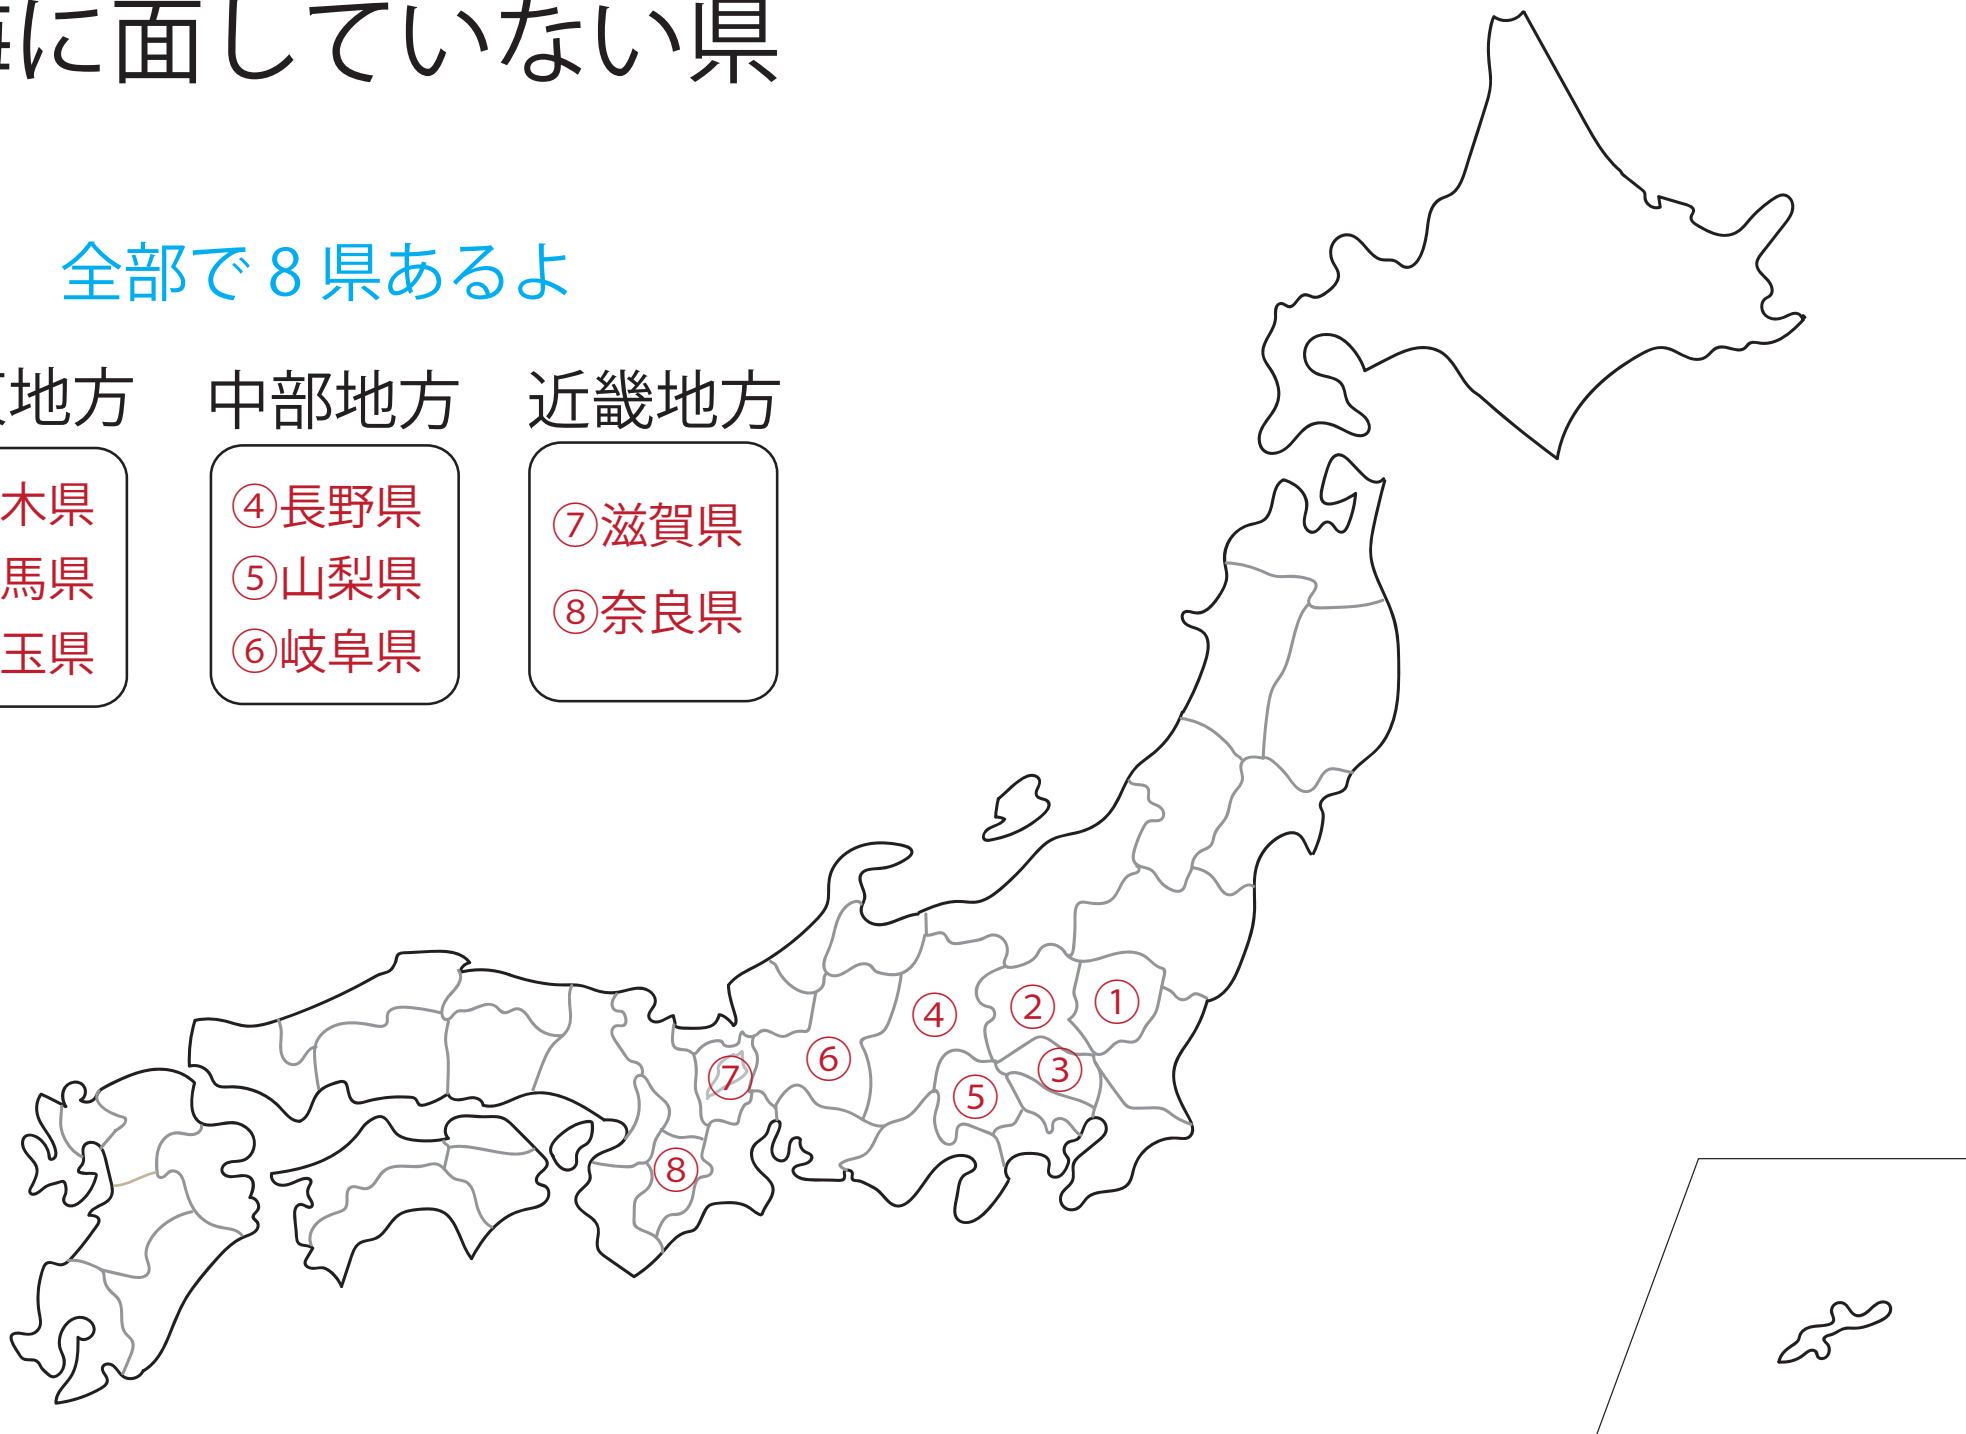 に面していない県
全部で8県あるよ
地方
木県
馬県
玉県
中部地方
④長野県
⑤山梨県
⑥岐阜県
近畿地方
⑦滋賀県
⑧奈良県
①
②
③
④
⑤
⑥
⑦
⑧